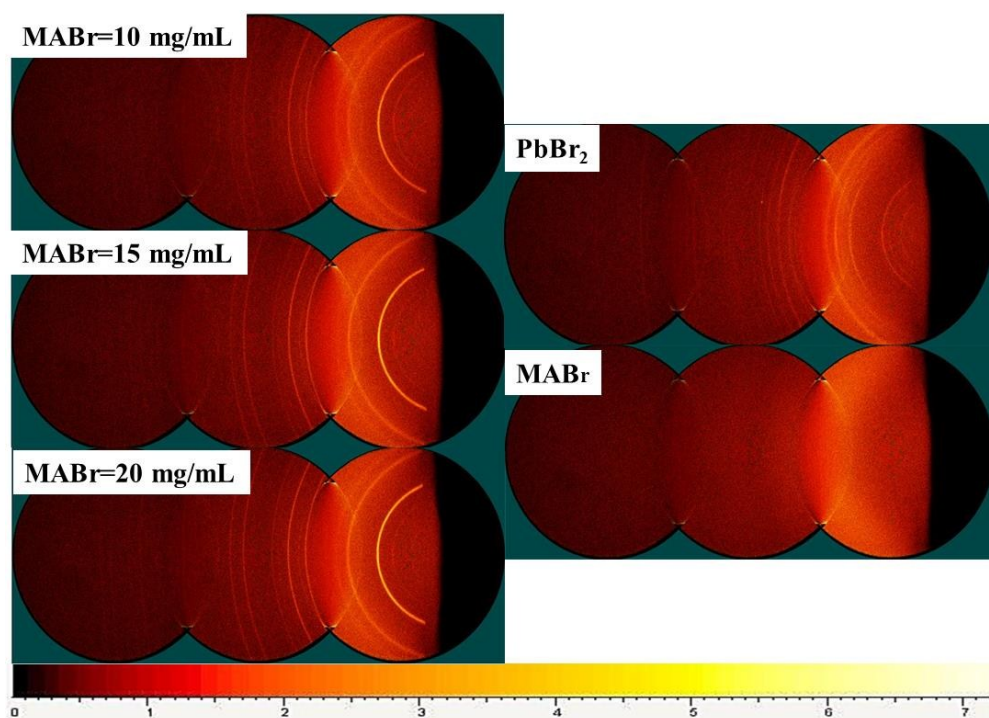 MABr=10 mg/mL
PbBr₂
MABr=15 mg/mL
MABr
MABr=20 mg/mL
0 1 2 3 4 5 6 7